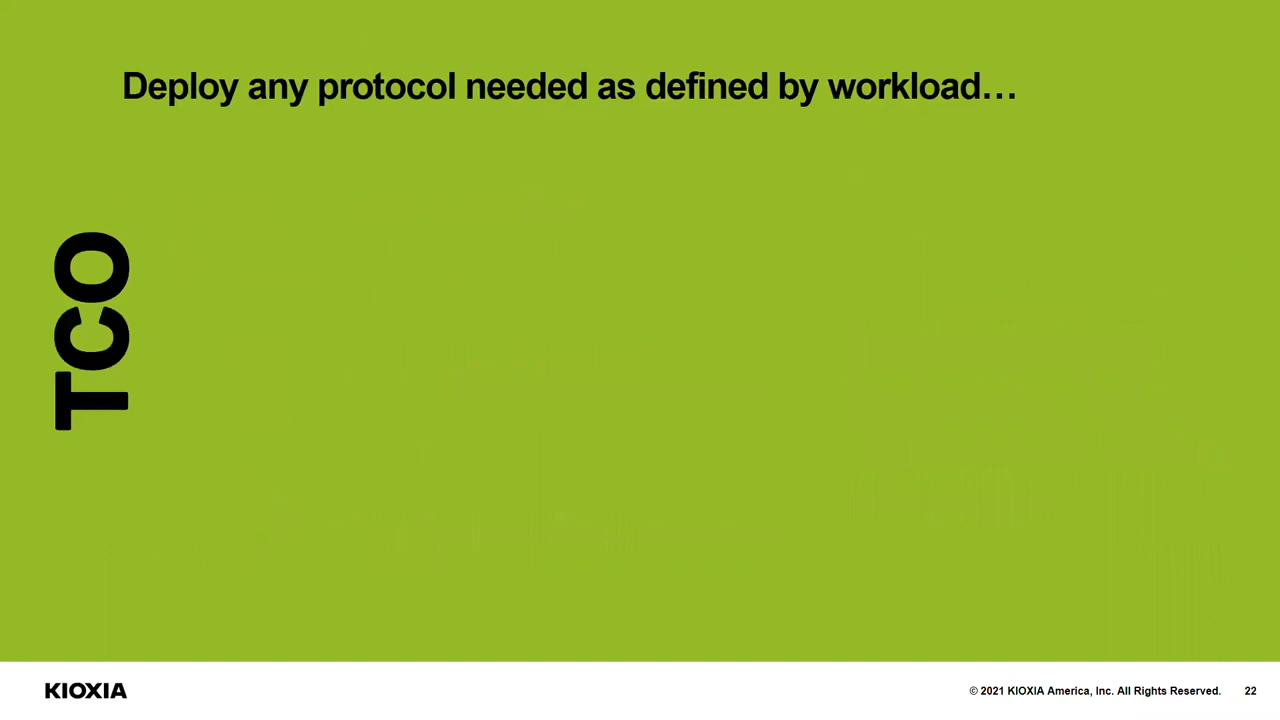 Deploy any protocol needed as defined by workload…
TCO
KIOXIA
© 2021 KIOXIA America, Inc. All Rights Reserved.
22